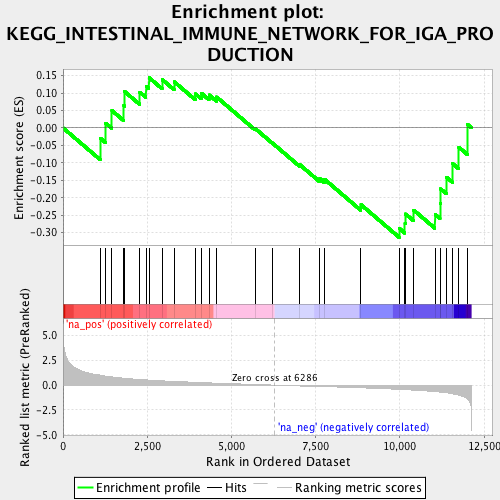 Enrichment plot:
KEGG_INTESTINAL_IMMUNE_NETWORK_FOR_IGA_PRO
DUCTION
Enrichment score (ES)
0.15
0.10
0.05
0.00
-0.05
-0.10
-0.15
-0.20
-0.25
-0.30
'na_pos' (positively correlated)
Ranked list metric (PreRanked)
5.0
2.5
0.0
-2.5
-5.0
Zero cross at 6286
'na_neg' (negatively correlated)
0 2,500 5,000 7,500 10,000 12,500
Rank in Ordered Dataset
Enrichment profile Hits Ranking metric scores